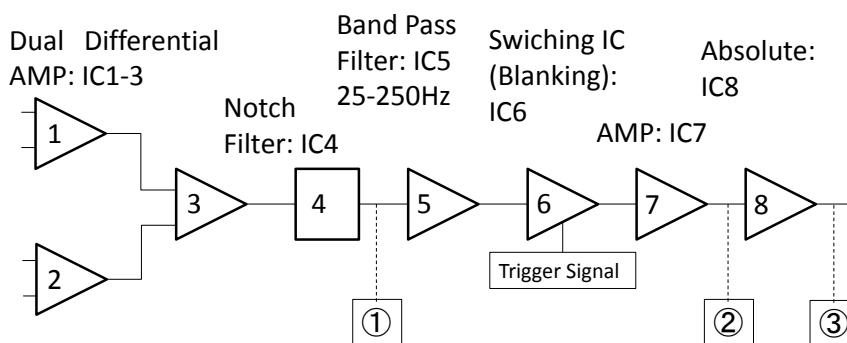 Dual Differential
AMP: IC1-3
Notch
Filter: IC4
Band Pass
Filter: IC5
25-250Hz
Swiching IC
(Blanking):
IC6
AMP: IC7
Absolute:
IC8
1
2
3
4
5
6
7
8
Trigger Signal
①
②
③